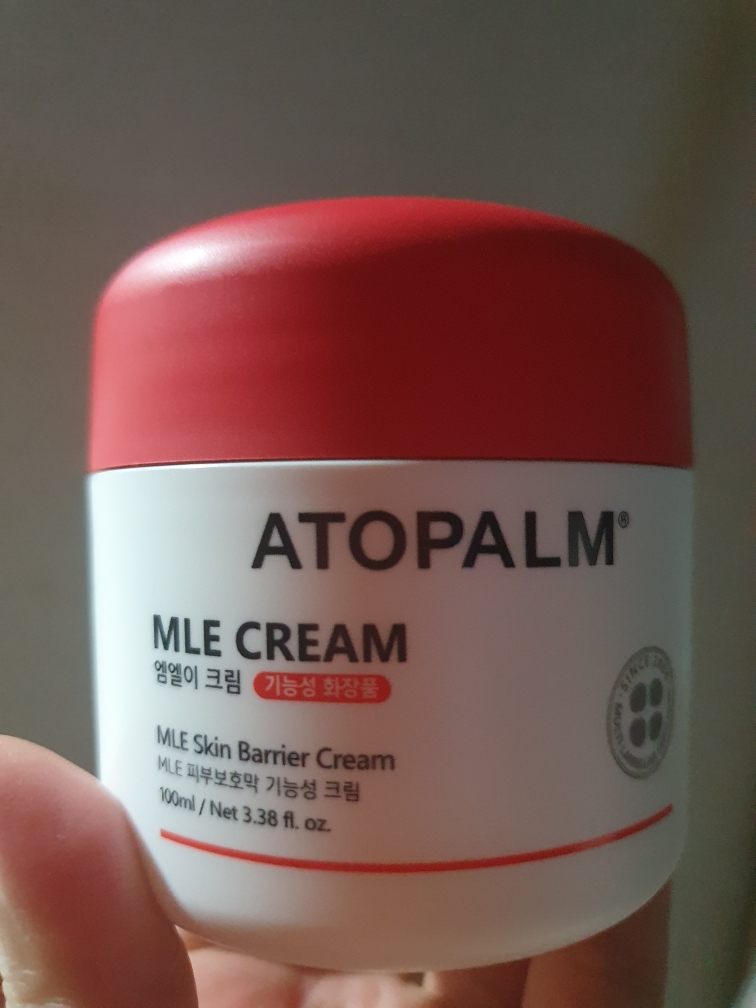 ATOPALM®
MLE CREAM
엠엘이 크림 기능성 화장품
MLE Skin Barrier Cream
MLE 피부보호막 기능성 크림
100ml / Net 3.38 fl. oz.
SINCE